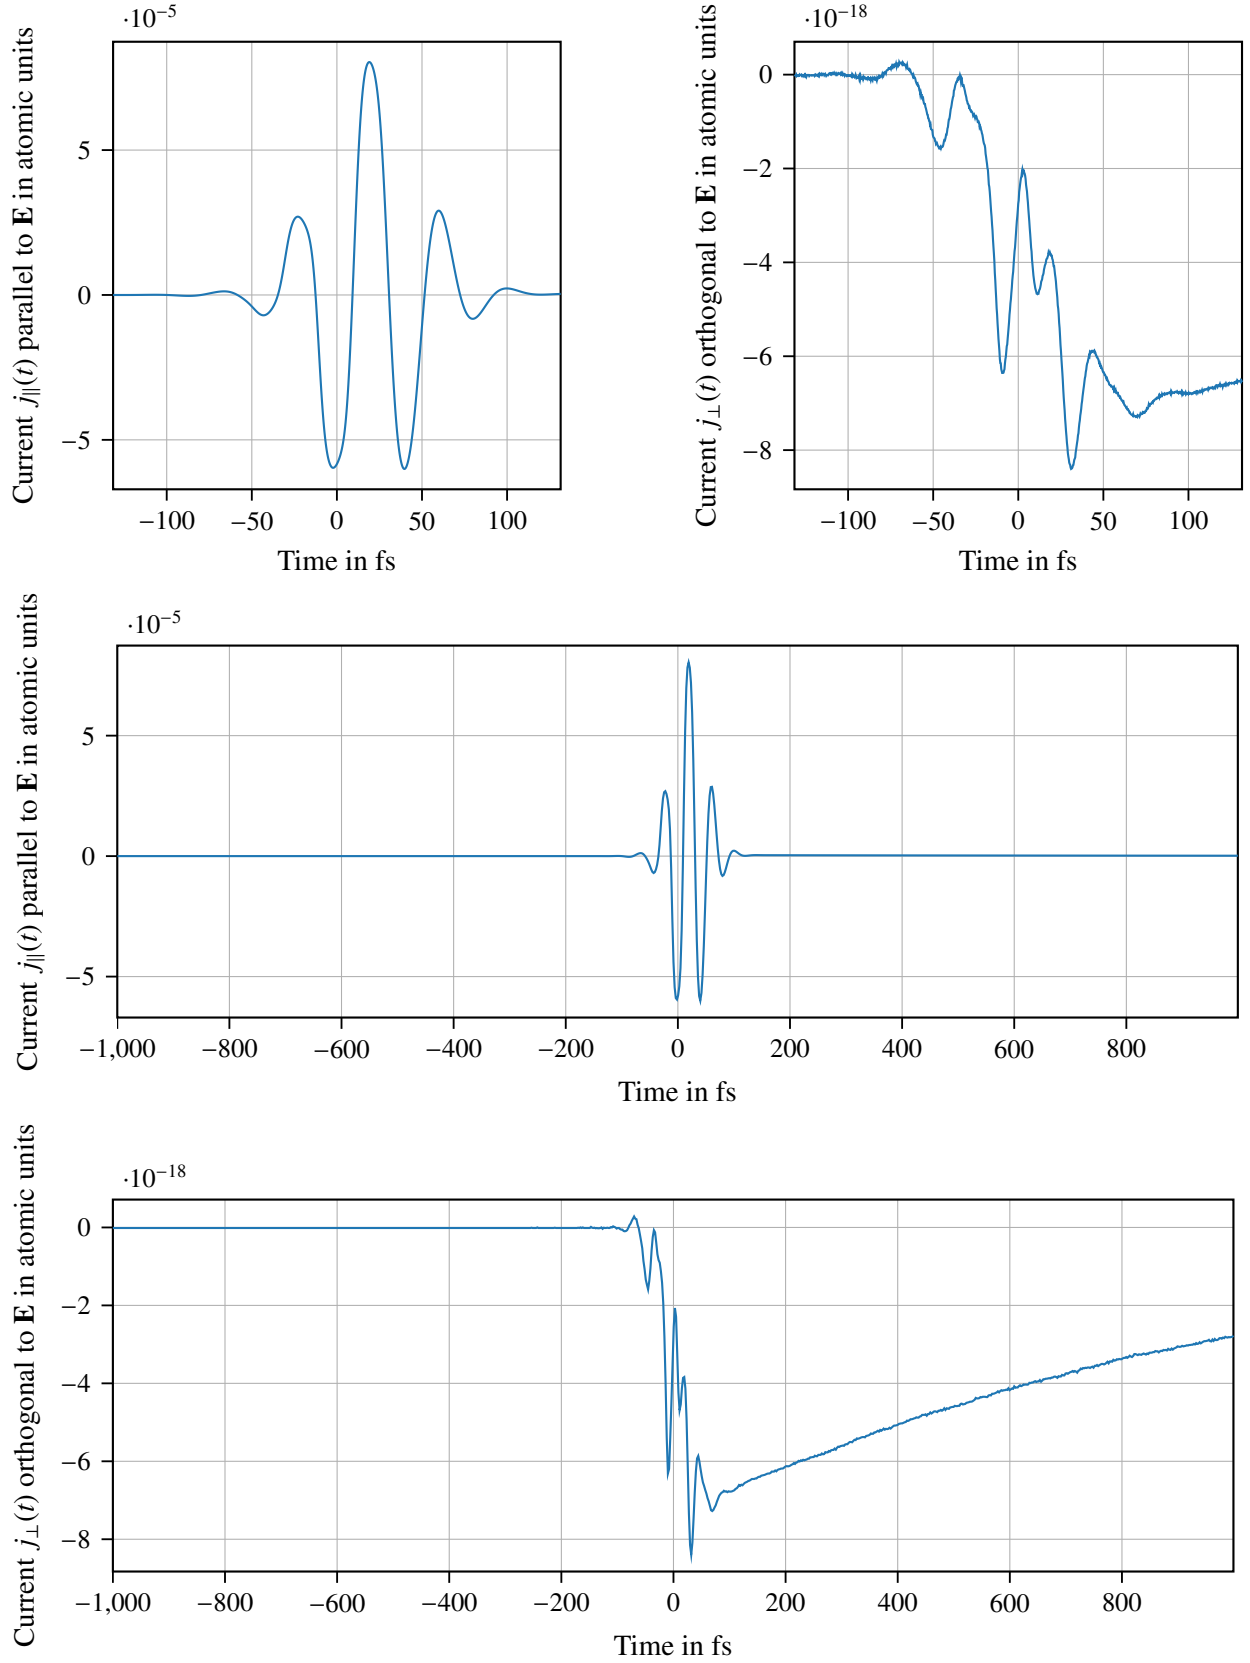 ·10⁻⁵
Current j∥(t) parallel to E in atomic units
5
0
−5
−100 −50 0 50 100
Time in fs
·10⁻¹⁸
Current j⊥(t) orthogonal to E in atomic units
0
−2
−4
−6
−8
−100 −50 0 50 100
Time in fs
·10⁻⁵
Current j∥(t) parallel to E in atomic units
5
0
−5
−1,000 −800 −600 −400 −200 0 200 400 600 800
Time in fs
·10⁻¹⁸
Current j⊥(t) orthogonal to E in atomic units
0
−2
−4
−6
−8
−1,000 −800 −600 −400 −200 0 200 400 600 800
Time in fs